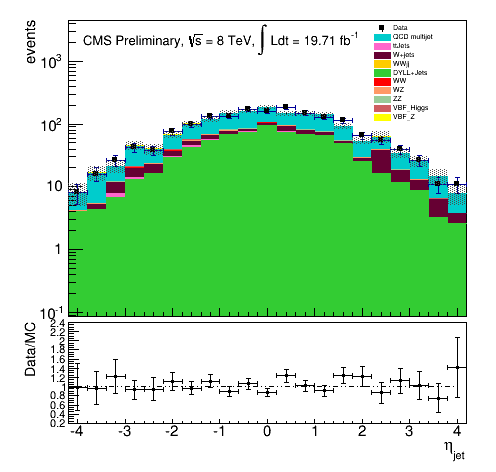 events
CMS Preliminary, √s = 8 TeV, ∫ Ldt = 19.71 fb⁻¹
Data
QCD multijet
ttJets
W+jets
WWjj
DYLL+Jets
WW
WZ
ZZ
VBF_Higgs
VBF_Z
10³
10²
10
1
10⁻¹
Data/MC
2.4
2.2
2
1.8
1.6
1.4
1.2
1
0.8
0.6
0.4
0.2
-4 -3 -2 -1 0 1 2 3 4
η_jet